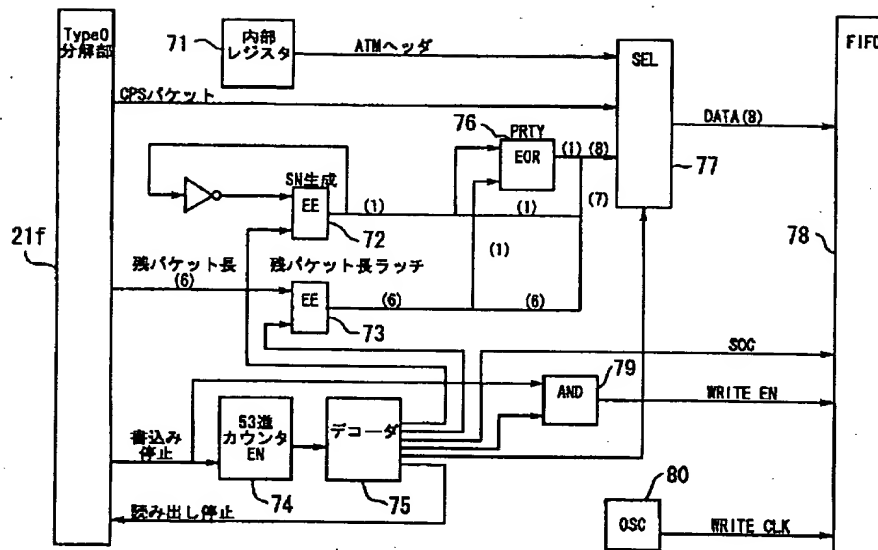 Type0
分解部
71
内部
レジスタ
ATMヘッダ
SEL
FIFO
CPSパケット
76
PRTY
EOR
(1)
(8)
DATA(8)
77
SN生成
EE
(1)
(1)
(7)
72
21f
(1)
78
残パケット長
(6)
残パケット長ラッチ
EE
(6)
(6)
73
SOC
79
AND
WRITE EN
書込み
停止
53進
カウンタ
EN
デコーダ
74
75
80
読み出し停止
OSC
WRITE CLK